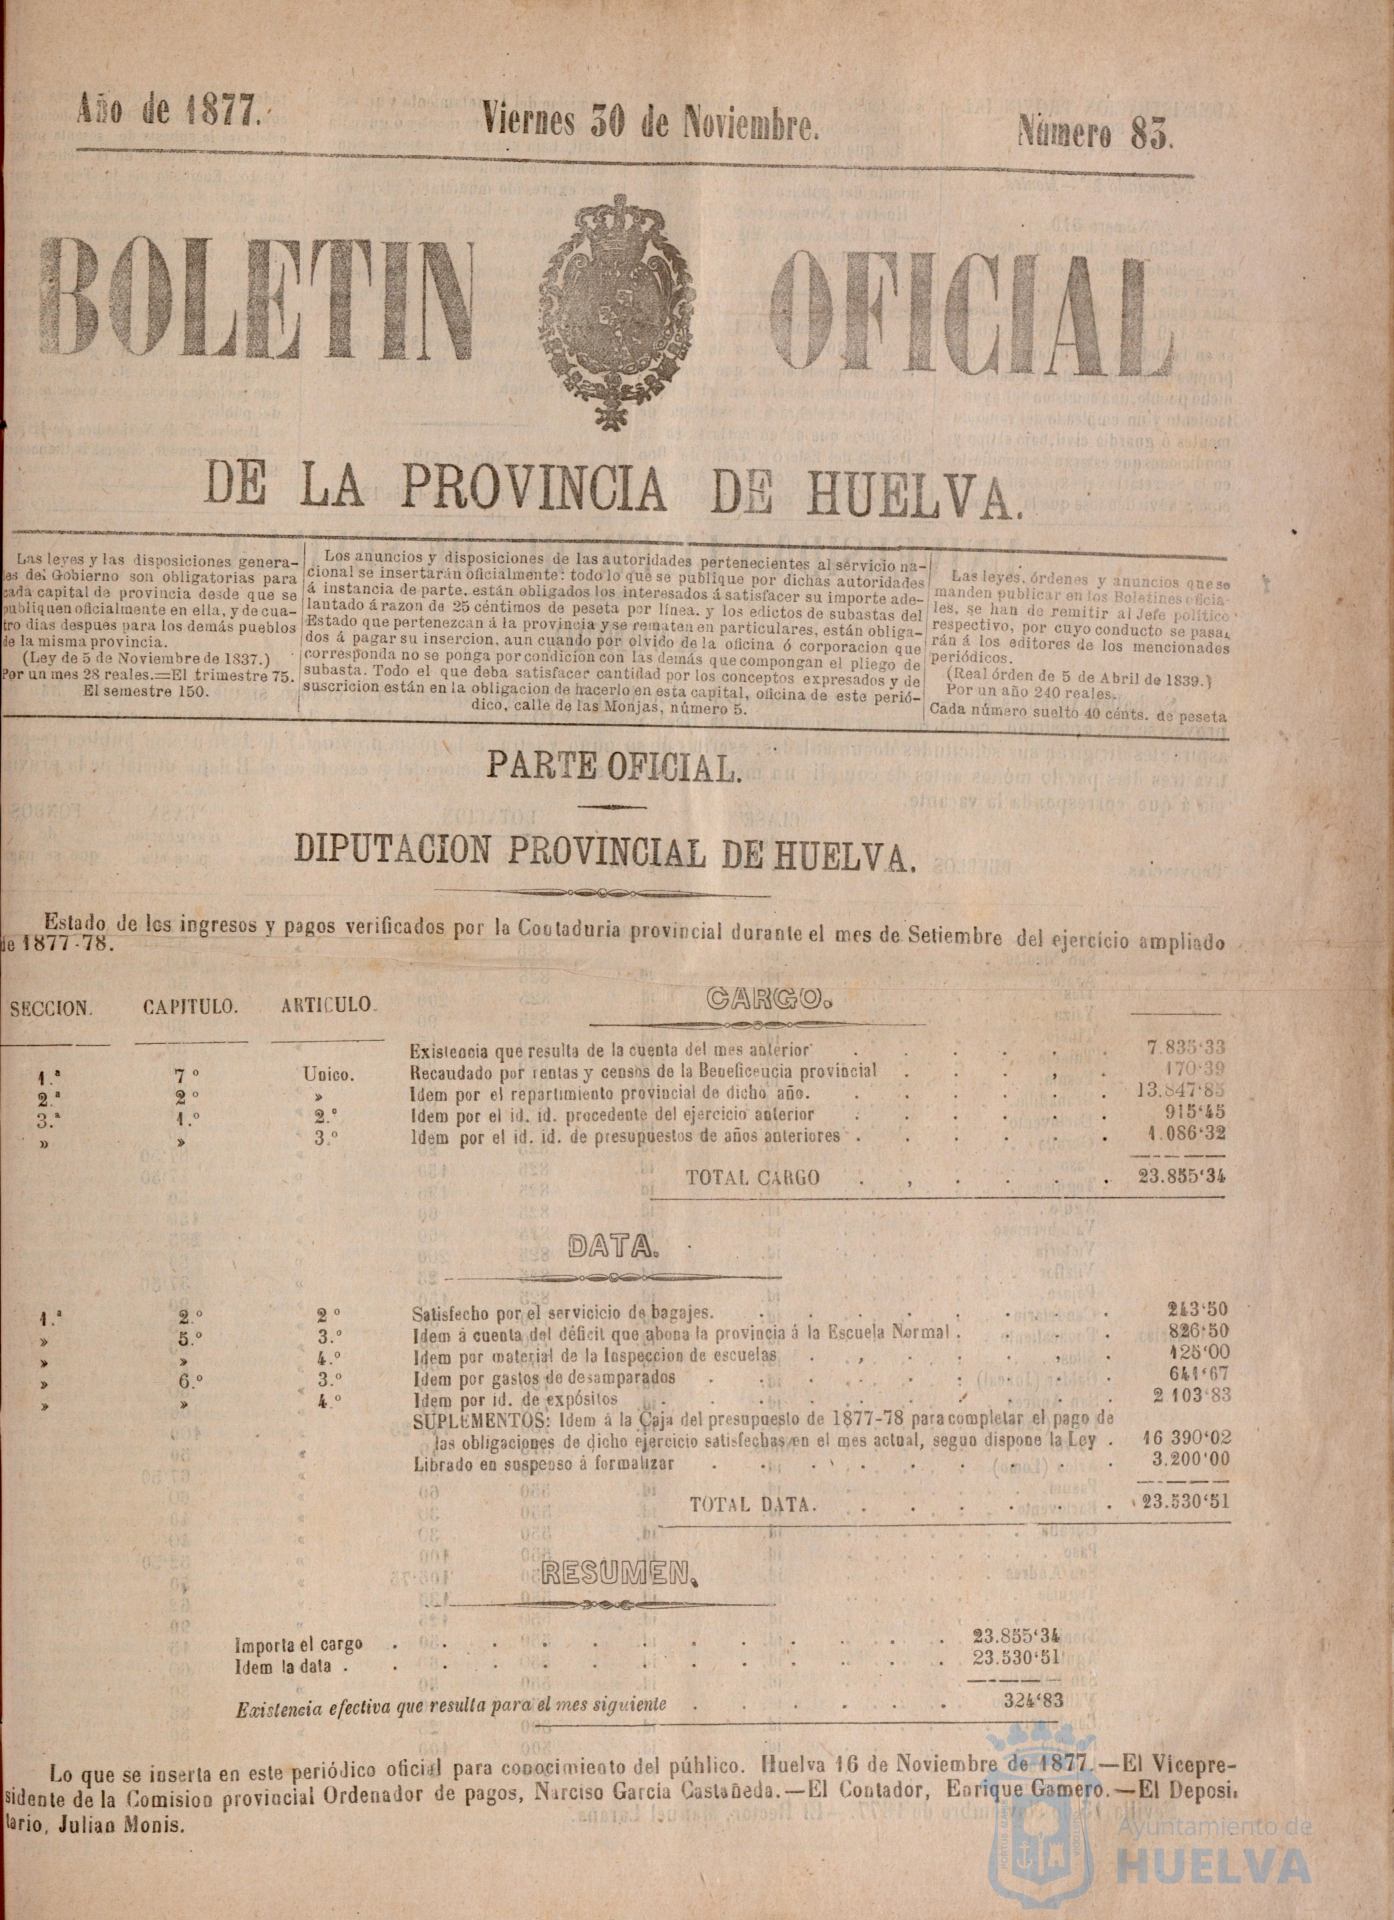 Año de 1877.
Viernes 30 de Noviembre.
Número 83.
BOLETIN OFICIAL
DE LA PROVINCIA DE HUELVA.
Las leyes y las disposiciones genera-
les del Gobierno son obligatorias para
cada capital de provincia desde que se
publiquen oficialmente en ella, y de cua-
tro dias despues para los demás pueblos
de la misma provincia.
(Ley de 5 de Noviembre de 1837.)
Por un mes 28 reales.=El trimestre 75.
El semestre 150.
Los anuncios y disposiciones de las autoridades pertenecientes al servicio na-
cional se insertarán oficialmente: todo lo que se publique por dichas autoridades
á instancia de parte, están obligados los interesados á satisfacer su importe ade-
lantado á razon de 25 céntimos de peseta por línea, y los edictos de subastas del
Estado que pertenezcan á la provincia y se rematen en particulares, están obliga-
dos á pagar su insercion, aun cuando por olvido de la oficina ó corporacion que
corresponda no se ponga por condicion con las demás que compongan el pliego de
subasta. Todo el que deba satisfacer cantidad por los conceptos expresados y de
suscricion están en la obligacion de hacerlo en esta capital, oficina de este perió-
dico, calle de las Monjas, número 5.
Las leyes, órdenes y anuncios que se
manden publicar en los Boletines oficia-
les, se han de remitir al Jefe político
respectivo, por cuyo conducto se pasa-
rán á los editores de los mencionados
periódicos.
(Real órden de 5 de Abril de 1839.)
Por un año 240 reales.
Cada número suelto 40 cénts. de peseta
PARTE OFICIAL.
DIPUTACION PROVINCIAL DE HUELVA.
Estado de los ingresos y pagos verificados por la Contaduria provincial durante el mes de Setiembre del ejercicio ampliado
de 1877-78.
SECCION. CAPITULO. ARTICULO. CARGO.
Existencia que resulta de la cuenta del mes anterior 7.835‘33
1.ª 7º Unico. Recaudado por rentas y censos de la Beneficencia provincial 170‘39
2.ª 2º » Idem por el repartimiento provincial de dicho año. 13.847‘85
3.ª 1.º 2.º Idem por el id. id. procedente del ejercicio anterior 915‘45
» » 3.º Idem por el id. id. de presupuestos de años anteriores 1.086‘32
TOTAL CARGO 23.855‘34
DATA.
1.ª 2.º 2º Satisfecho por el servicicio de bagajes. 243‘50
» 5.º 3.º Idem á cuenta del déficit que abona la provincia á la Escuela Normal. 826‘50
» » 4.º Idem por material de la Inspeccion de escuelas 125‘00
» 6.º 3.º Idem por gastos de desamparados 641‘67
» » 4.º Idem por id. de expósitos 2 103‘83
SUPLEMENTOS: Idem á la Caja del presupuesto de 1877-78 para completar el pago de
las obligaciones de dicho ejercicio satisfechas en el mes actual, segun dispone la Ley. 16 390‘02
Librado en suspenso á formalizar 3.200‘00
TOTAL DATA. 23.530‘51
RESUMEN.
Importa el cargo 23.855‘34
Idem la data. 23.530‘51
Existencia efectiva que resulta para el mes siguiente 324‘83
Lo que se inserta en este periódico oficial para conocimiento del público. Huelva 16 de Noviembre de 1877.—El Vicepre-
sidente de la Comision provincial Ordenador de pagos, Narciso García Castañeda.—El Contador, Enrique Gamero.—El Deposi-
tario, Julian Monis.
Ayuntamiento de
HUELVA